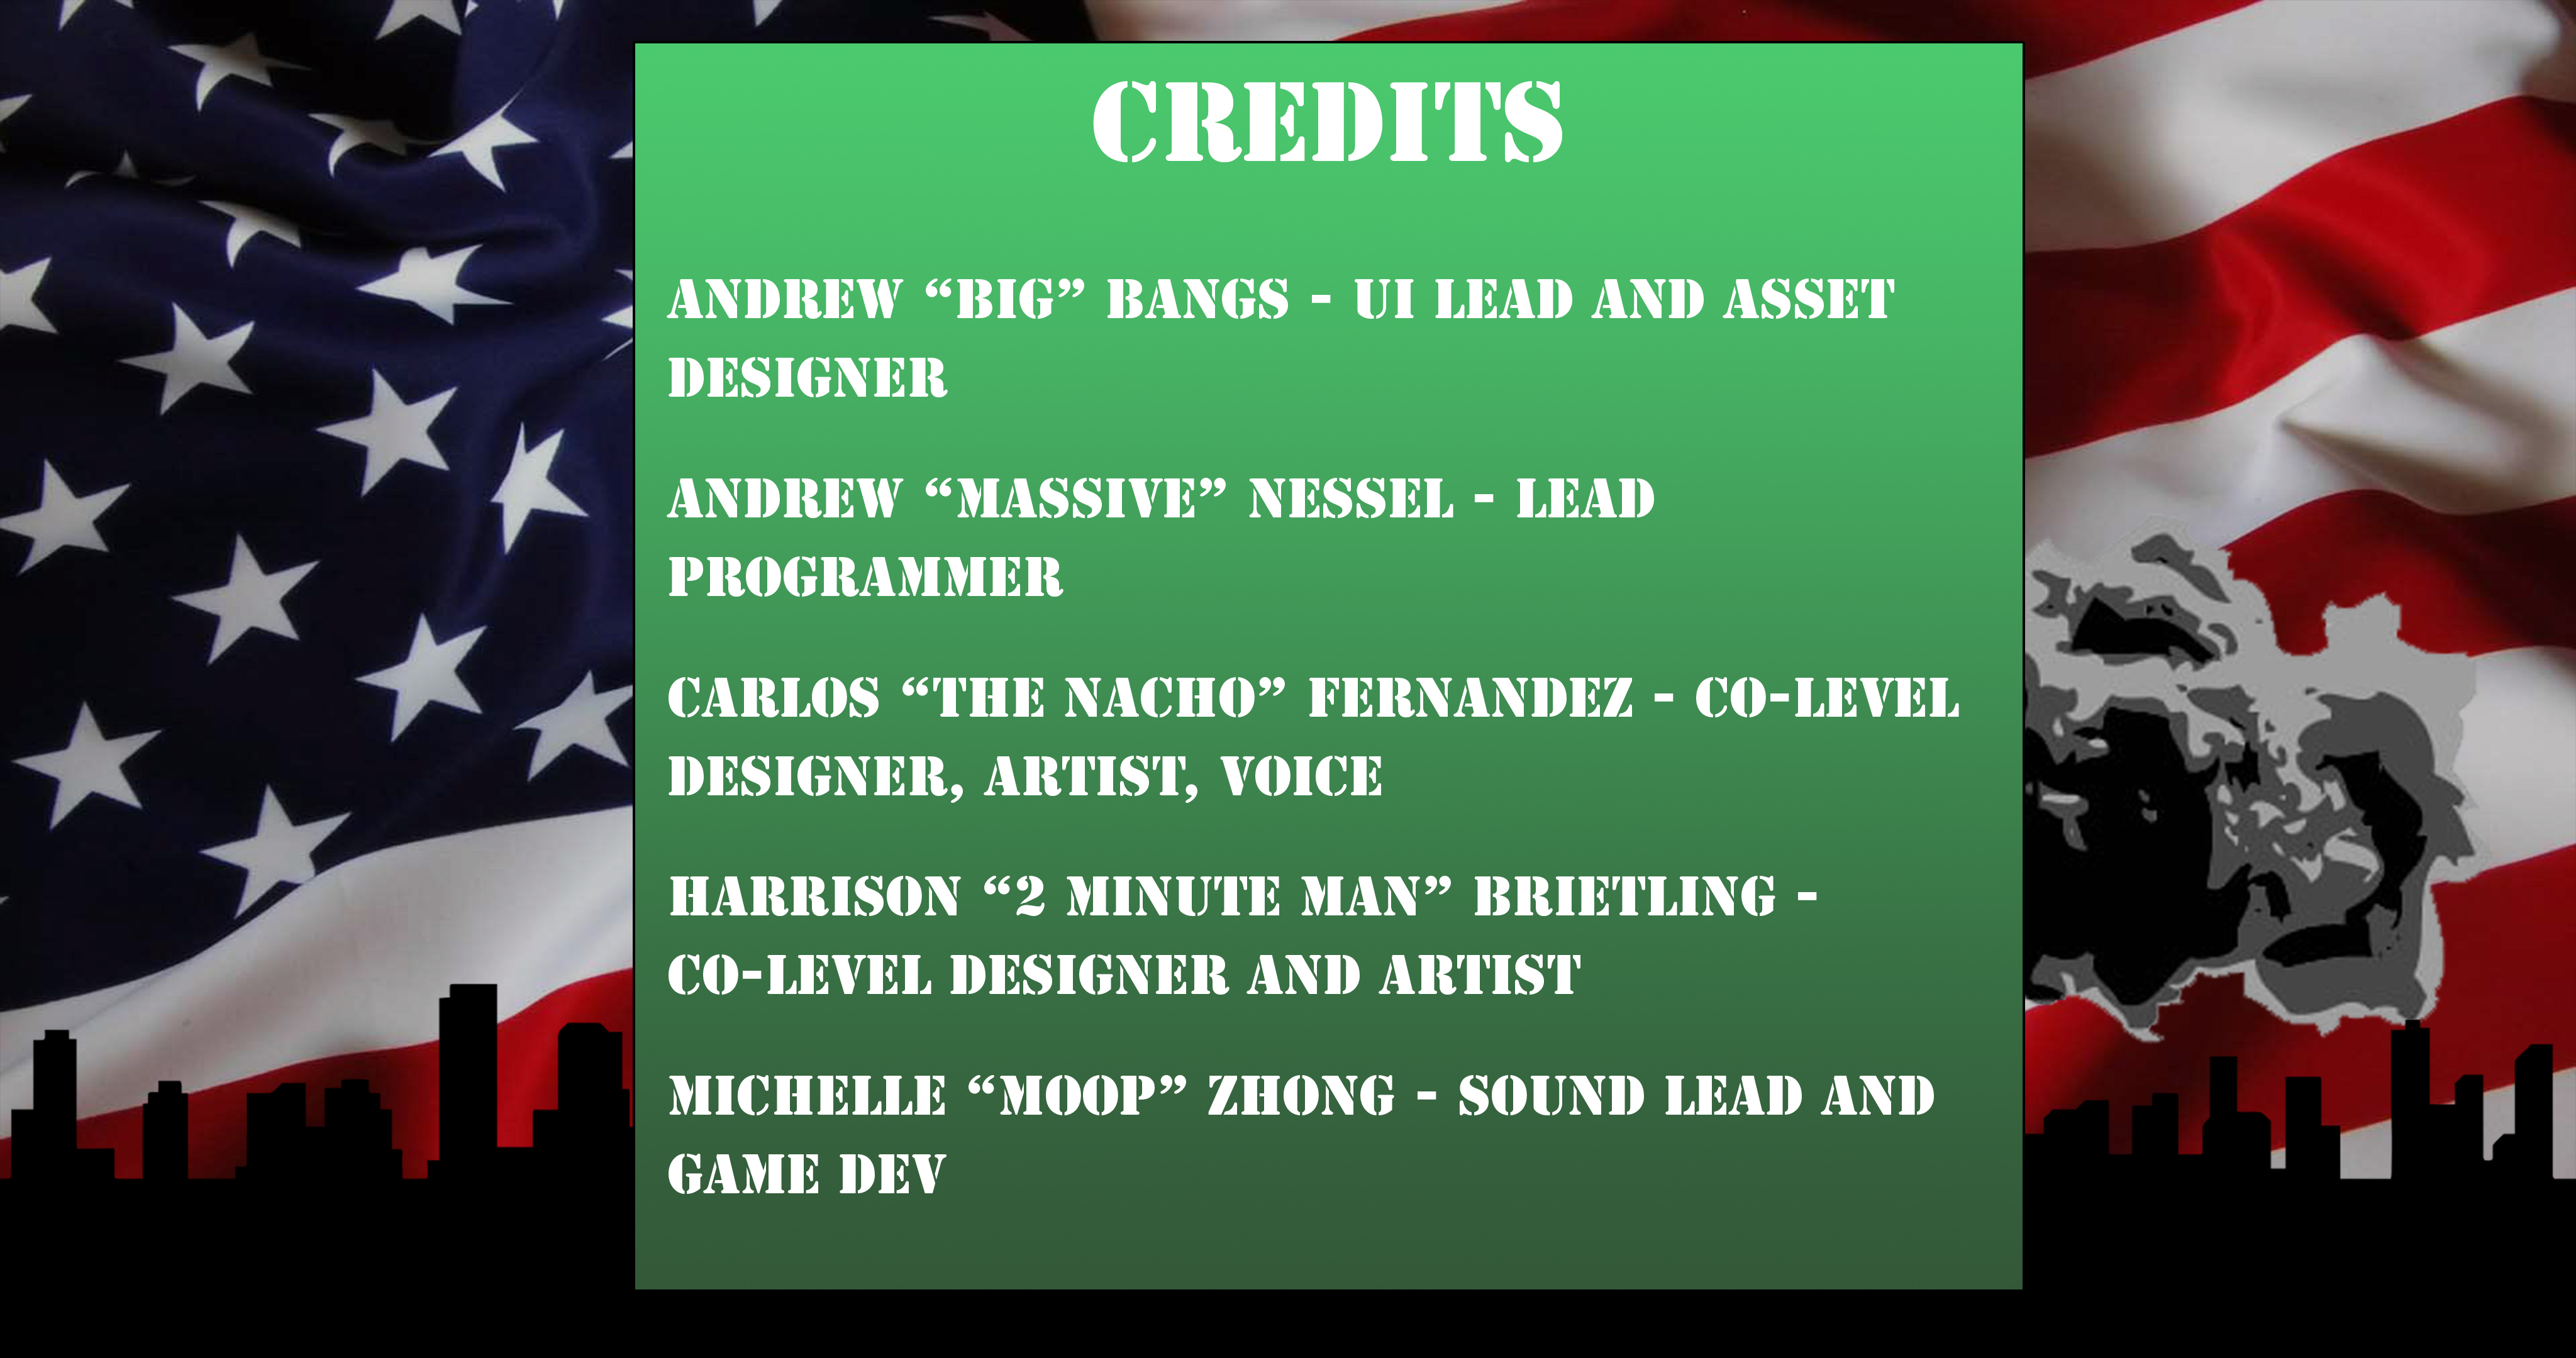 CREDITS
ANDREW “BIG” BANGS - UI LEAD AND ASSET
DESIGNER
ANDREW “MASSIVE” NESSEL - LEAD
PROGRAMMER
CARLOS “THE NACHO” FERNANDEZ - CO-LEVEL
DESIGNER, ARTIST, VOICE
HARRISON “2 MINUTE MAN” BRIETLING -
CO-LEVEL DESIGNER AND ARTIST
MICHELLE “MOOP” ZHONG - SOUND LEAD AND
GAME DEV